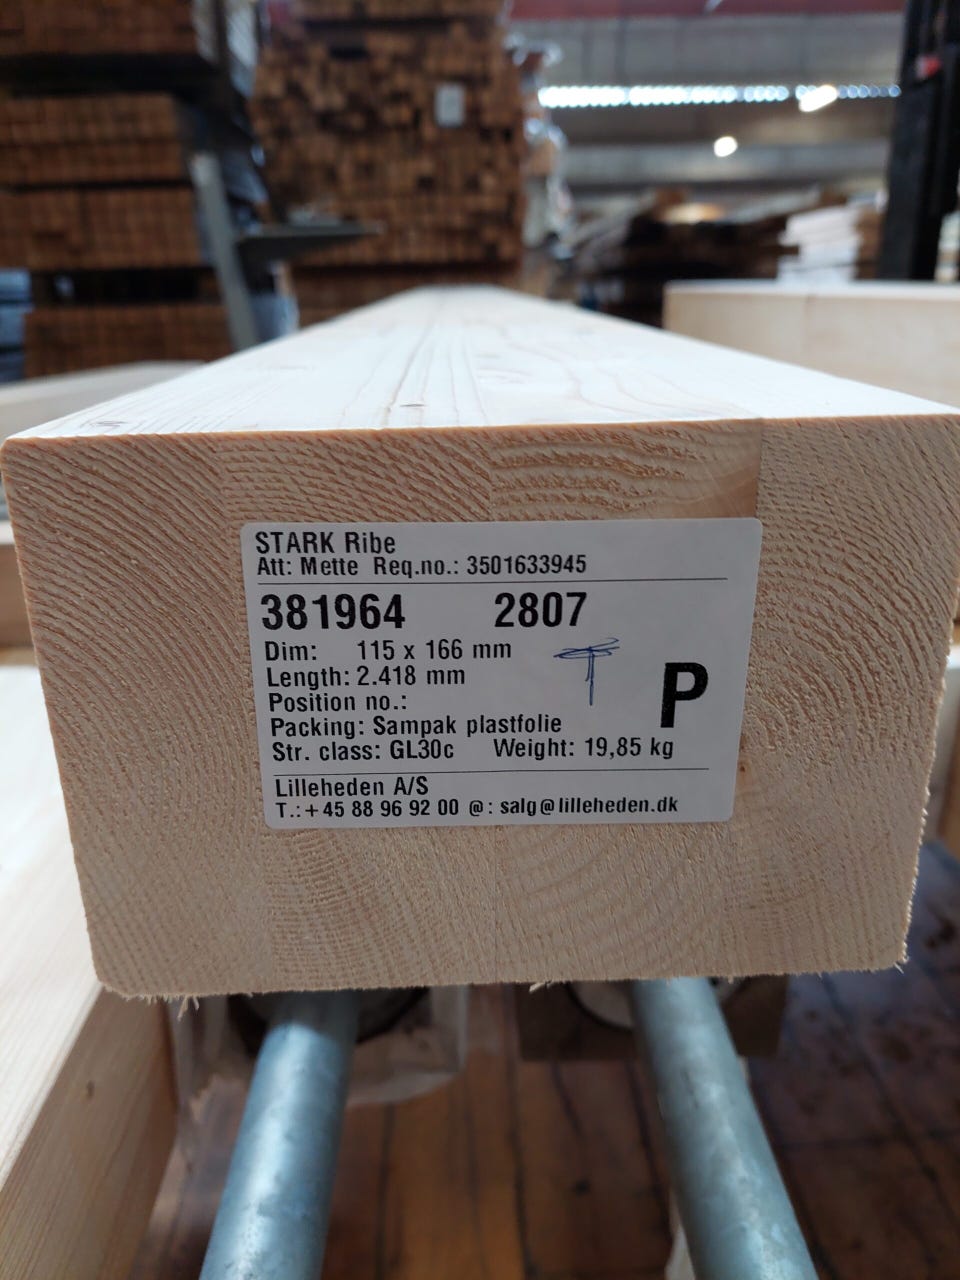 STARK Ribe
Att: Mette Req.no.: 3501633945
381964 2807
Dim: 115 x 166 mm
Length: 2.418 mm
Position no.:
P
Packing: Sampak plastfolie
Str. class: GL30c Weight: 19,85 kg
Lilleheden A/S
T.:+45 88 96 92 00 @: salg@lilleheden.dk